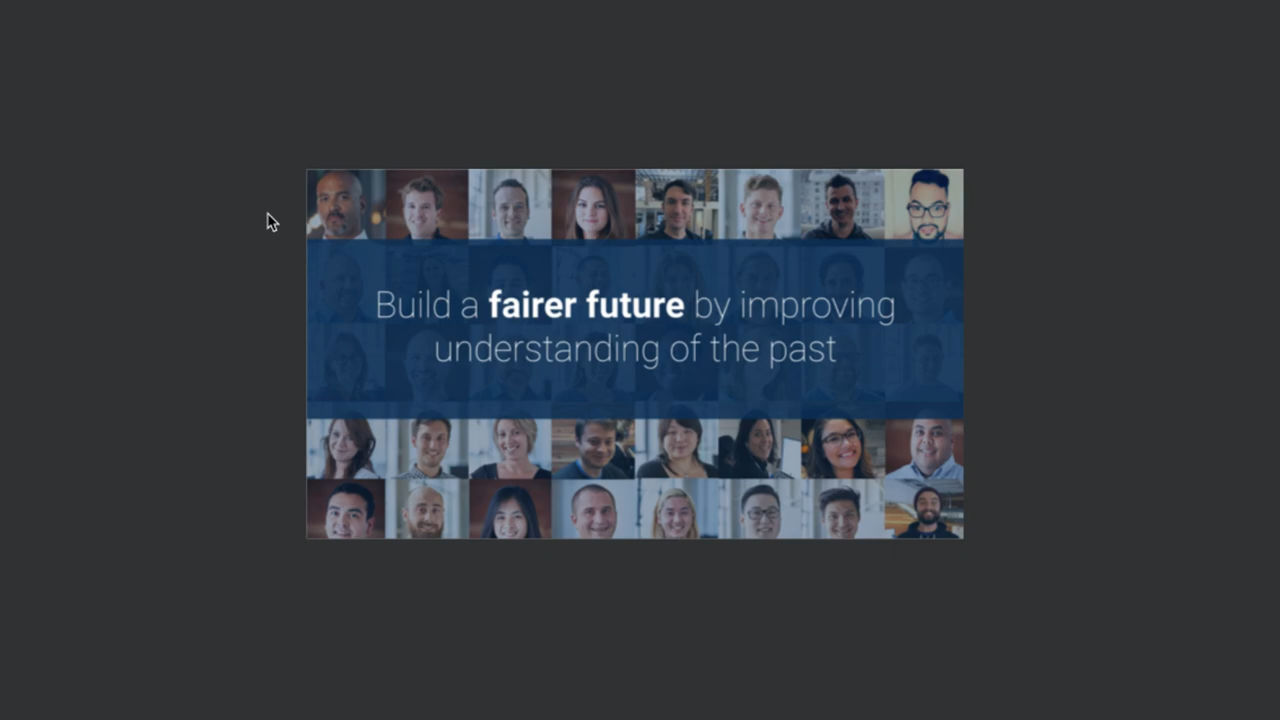 Build a fairer future by improving
understanding of the past